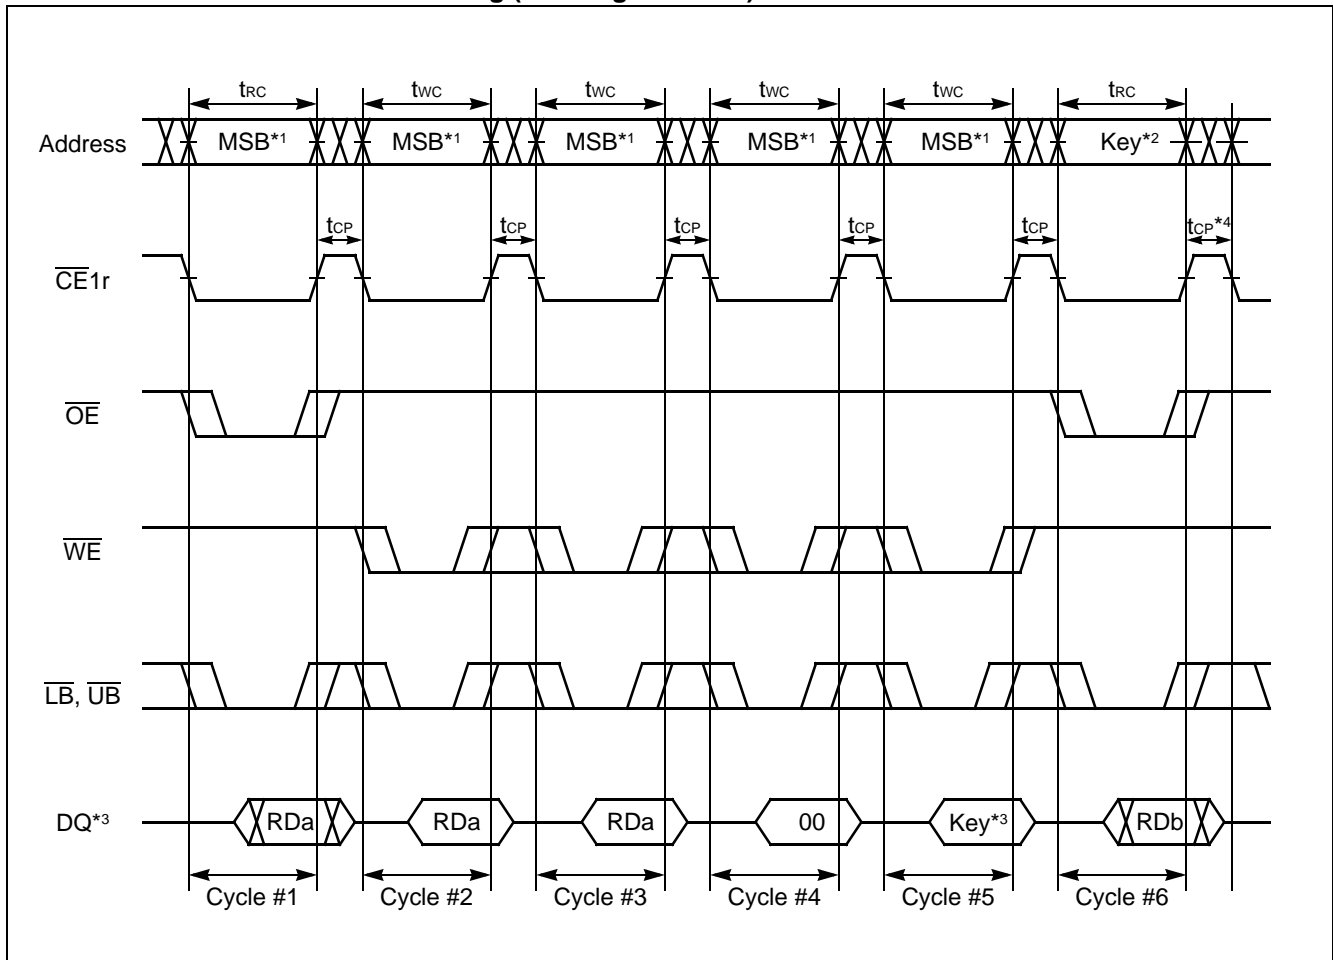 tRC tWC tWC tWC tWC tRC
Address MSB*1 MSB*1 MSB*1 MSB*1 MSB*1 Key*2
tCP tCP tCP tCP tCP tCP*4
CE1r
OE
WE
LB, UB
DQ*3 RDa RDa RDa 00 Key*3 RDb
Cycle #1 Cycle #2 Cycle #3 Cycle #4 Cycle #5 Cycle #6